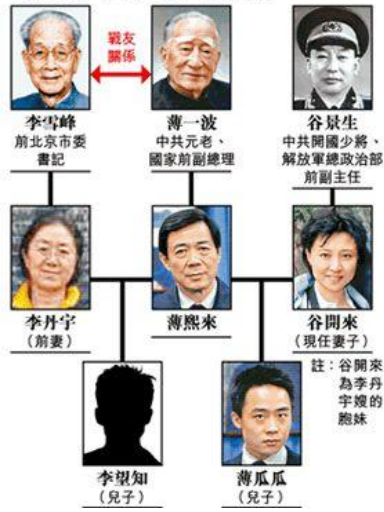 戰友
關係
李雪峰
前北京市委
書記
薄一波
中共元老、
國家前副總理
谷景生
中共開國少將、
解放軍總政治部
前副主任
李丹宇
（前妻）
薄熙來
谷開來
（現任妻子）
註：谷開來
為李丹
宇嫂的
胞妹
李望知
（兒子）
薄瓜瓜
（兒子）